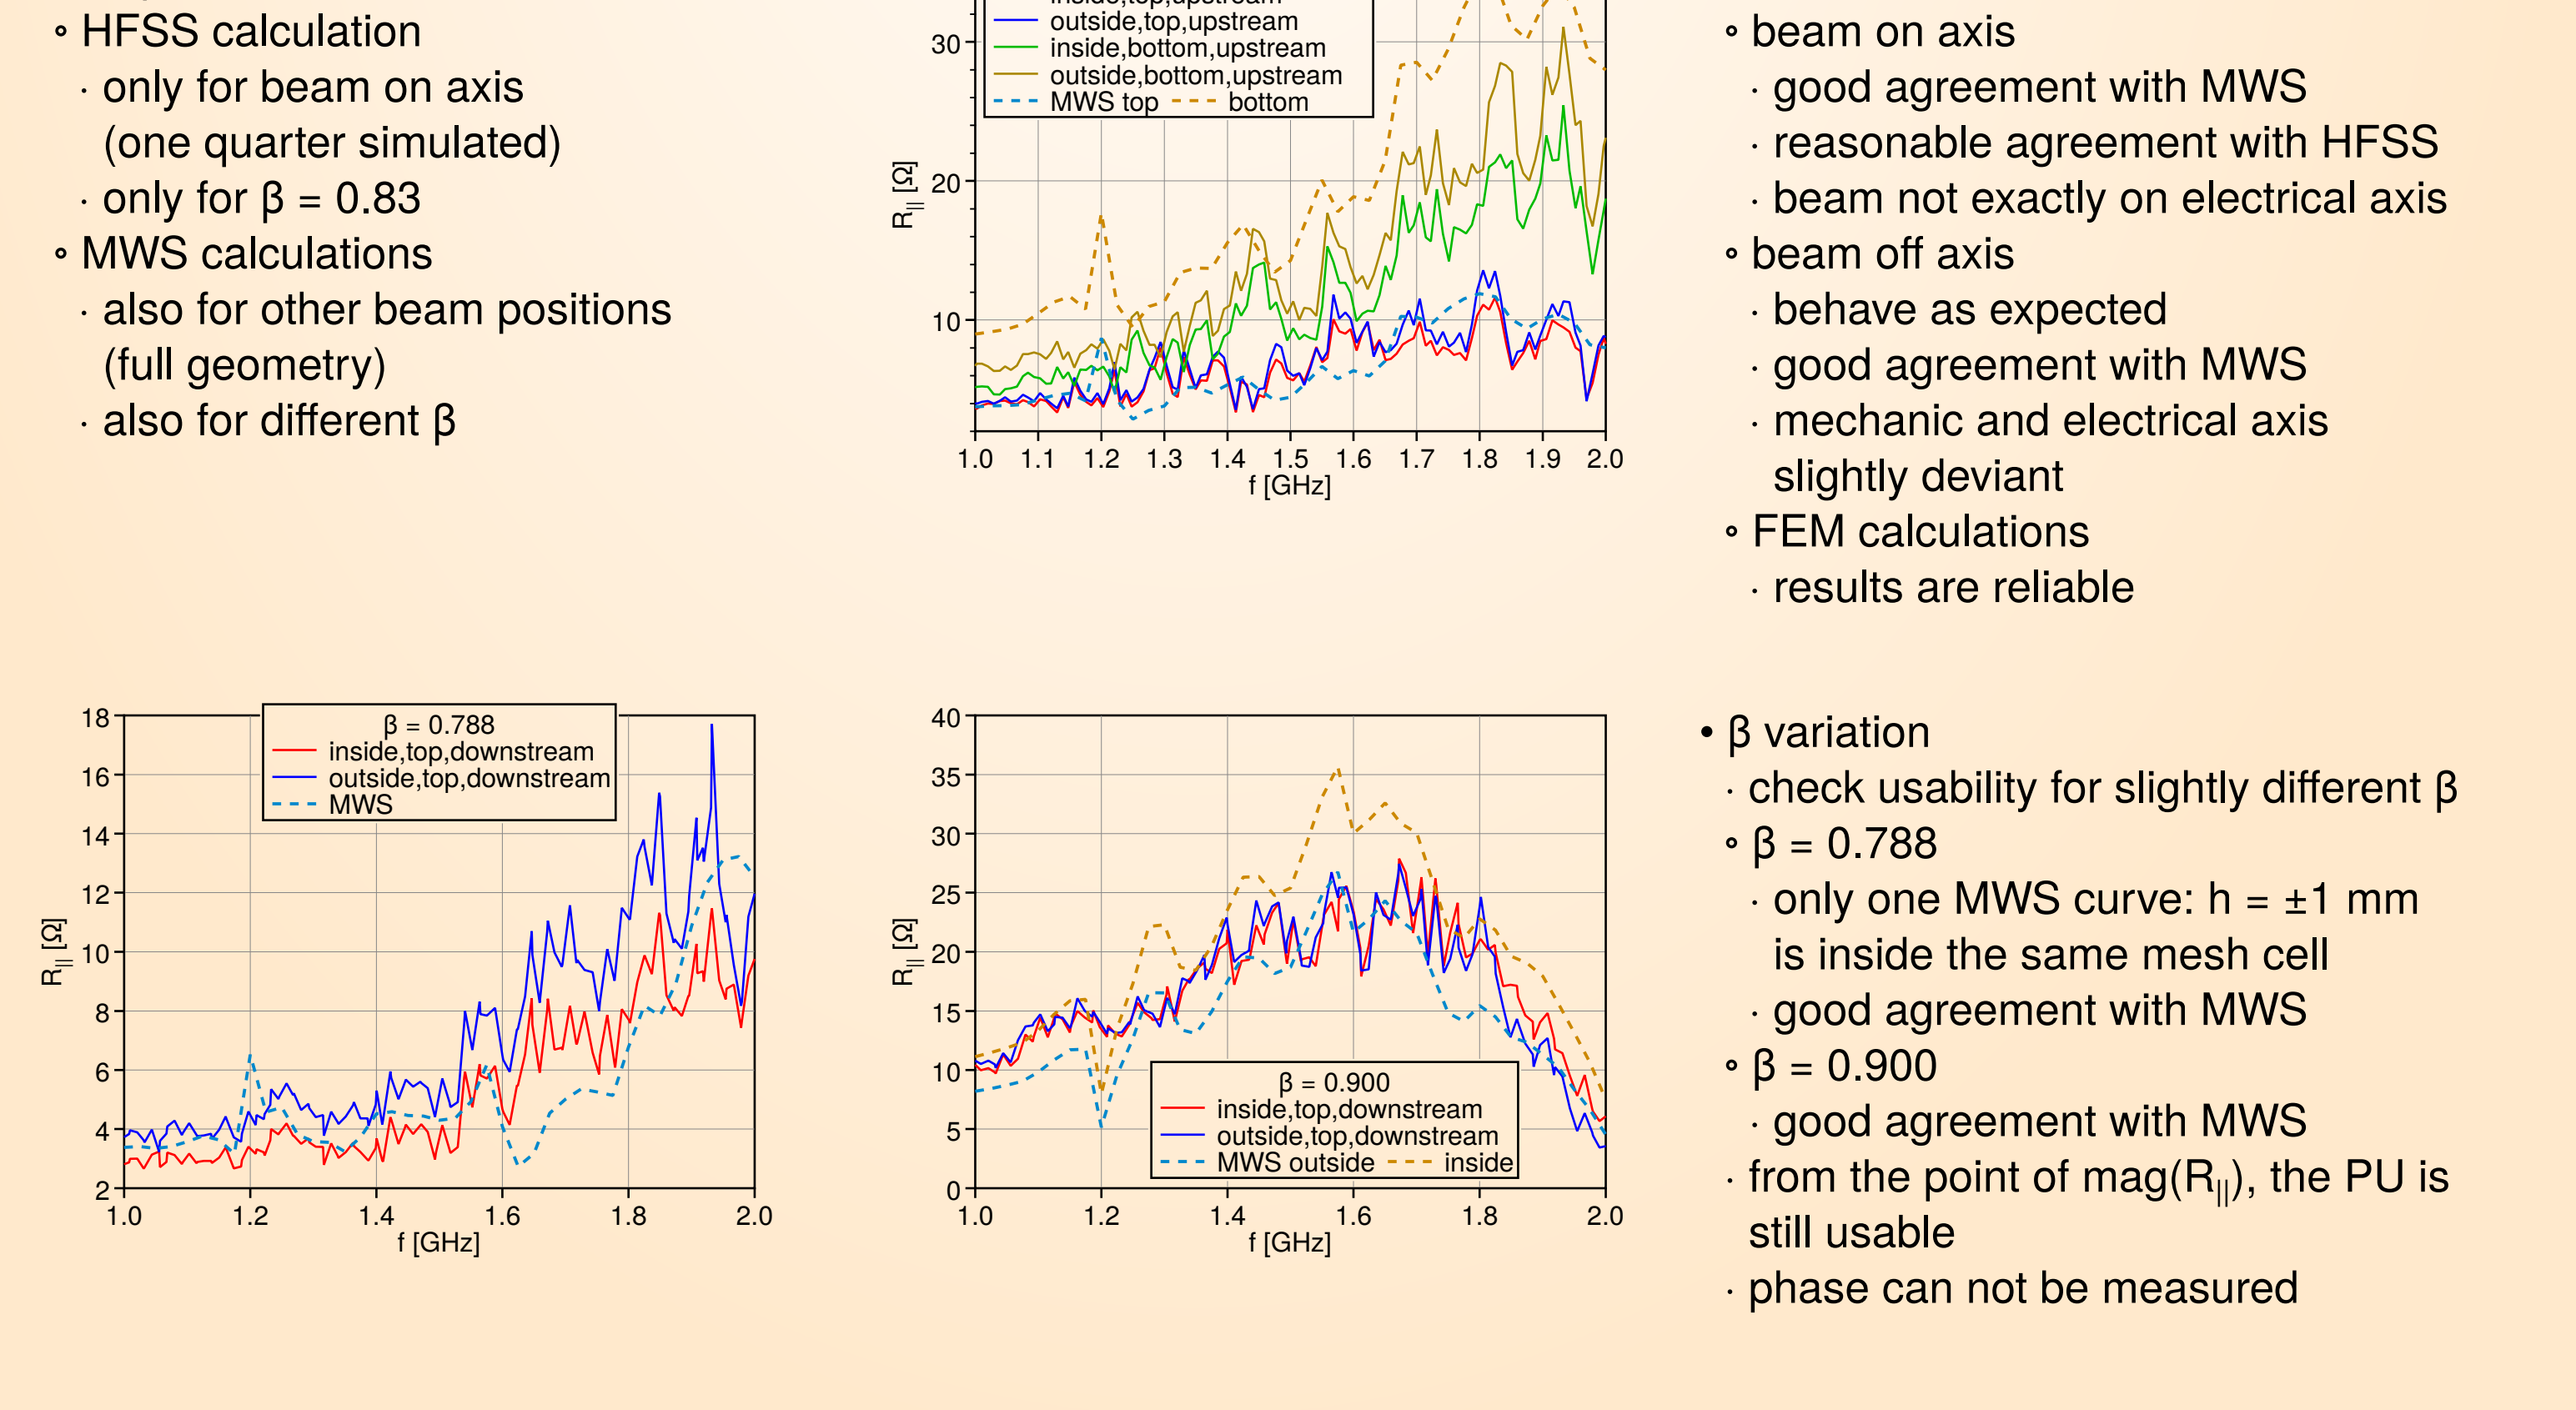 ◦ HFSS calculation
· only for beam on axis
(one quarter simulated)
· only for β = 0.83
◦ MWS calculations
· also for other beam positions
(full geometry)
· also for different β
inside,top,upstream
outside,top,upstream
inside,bottom,upstream
outside,bottom,upstream
MWS top bottom
30
20
10
R|| [Ω]
1.0 1.1 1.2 1.3 1.4 1.5 1.6 1.7 1.8 1.9 2.0
f [GHz]
◦ beam on axis
· good agreement with MWS
· reasonable agreement with HFSS
· beam not exactly on electrical axis
◦ beam off axis
· behave as expected
· good agreement with MWS
· mechanic and electrical axis
slightly deviant
◦ FEM calculations
· results are reliable
β = 0.788
inside,top,downstream
outside,top,downstream
MWS
18
16
14
12
10
8
6
4
2
R|| [Ω]
1.0 1.2 1.4 1.6 1.8 2.0
f [GHz]
40
35
30
25
20
15
10
5
0
R|| [Ω]
β = 0.900
inside,top,downstream
outside,top,downstream
MWS outside inside
1.0 1.2 1.4 1.6 1.8 2.0
f [GHz]
• β variation
· check usability for slightly different β
◦ β = 0.788
· only one MWS curve: h = ±1 mm
is inside the same mesh cell
· good agreement with MWS
◦ β = 0.900
· good agreement with MWS
· from the point of mag(R||), the PU is
still usable
· phase can not be measured